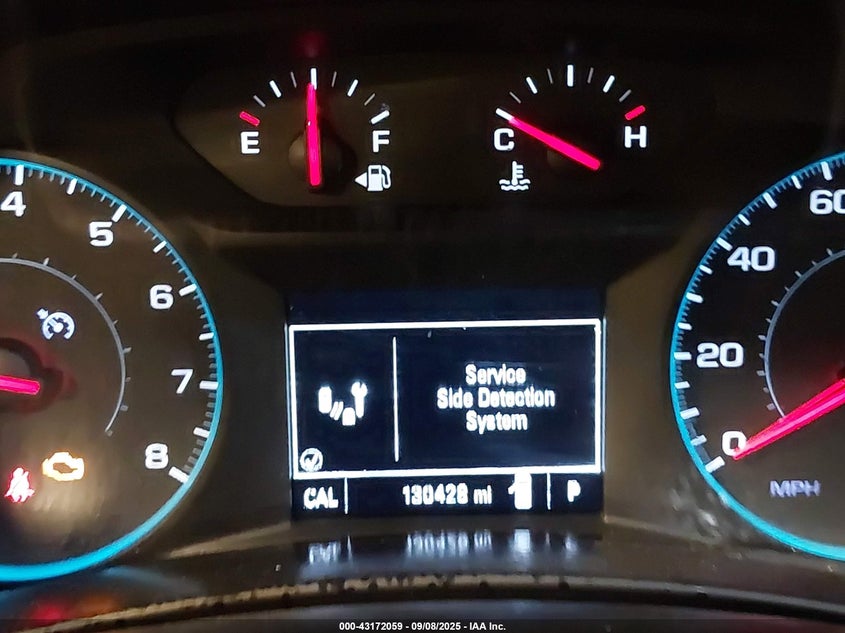 E F
C H
4
5
6
7
8
60
40
20
0
MPH
Service
Side Detection
System
CAL 130428 mi P
000-43172059 - 09/08/2025 - IAA Inc.